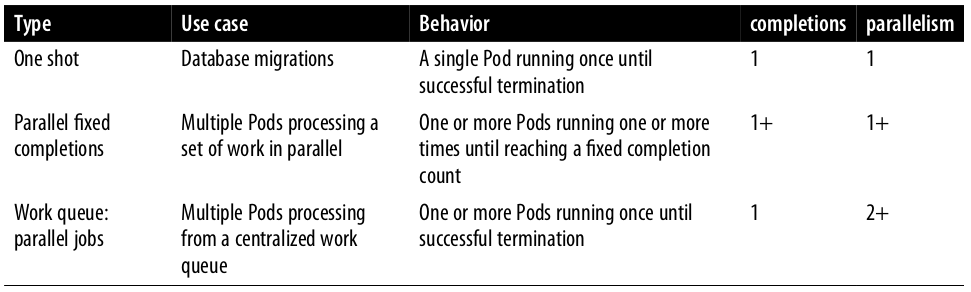 Type Use case Behavior completions parallelism
One shot Database migrations A single Pod running once until 1 1
successful termination
Parallel fixed Multiple Pods processing a One or more Pods running one or more 1+ 1+
completions set of work in parallel times until reaching a fixed completion
count
Work queue: Multiple Pods processing One or more Pods running once until 1 2+
parallel jobs from a centralized work successful termination
queue